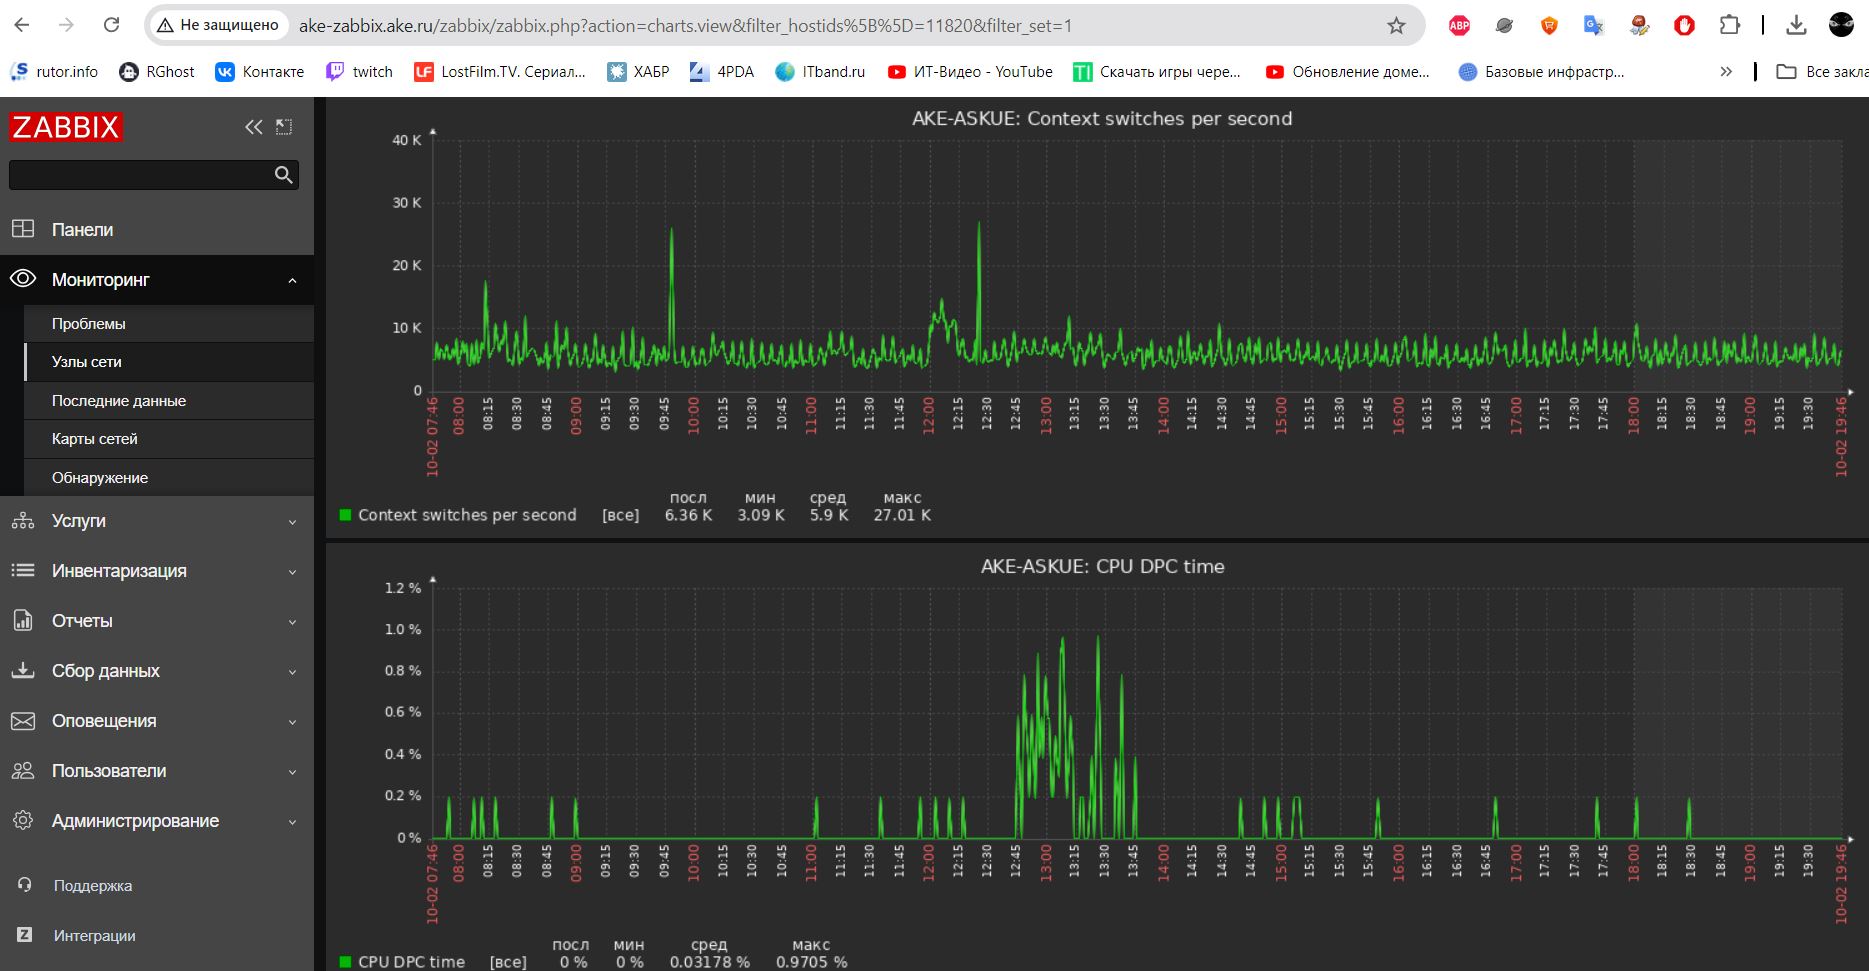 Не защищено ake-zabbix.ake.ru/zabbix/zabbix.php?action=charts.view&filter_hostids%5B%5D=11820&filter_set=1
ABP
rutor.info RGhost Контакте twitch LostFilm.TV. Сериал... ХАБР 4PDA ITband.ru ИТ-Видео - YouTube Скачать игры чере... Обновление доме... Базовые инфрастр... » Все закла
ZABBIX
Панели
Мониторинг
Проблемы
Узлы сети
Последние данные
Карты сетей
Обнаружение
Услуги
Инвентаризация
Отчеты
Сбор данных
Оповещения
Пользователи
Администрирование
Поддержка
Z Интеграции
AKE-ASKUE: Context switches per second
40 K
30 K
20 K
10 K
0
10-02 07:46 08:00 08:15 08:30 08:45 09:00 09:15 09:30 09:45 10:00 10:15 10:30 10:45 11:00 11:15 11:30 11:45 12:00 12:15 12:30 12:45 13:00 13:15 13:30 13:45 14:00 14:15 14:30 14:45 15:00 15:15 15:30 15:45 16:00 16:15 16:30 16:45 17:00 17:15 17:30 17:45 18:00 18:15 18:30 18:45 19:00 19:15 19:30 10-02 19:46
посл мин сред макс
Context switches per second [все] 6.36 K 3.09 K 5.9 K 27.01 K
AKE-ASKUE: CPU DPC time
1.2 %
1.0 %
0.8 %
0.6 %
0.4 %
0.2 %
0 %
10-02 07:46 08:00 08:15 08:30 08:45 09:00 09:15 09:30 09:45 10:00 10:15 10:30 10:45 11:00 11:15 11:30 11:45 12:00 12:15 12:30 12:45 13:00 13:15 13:30 13:45 14:00 14:15 14:30 14:45 15:00 15:15 15:30 15:45 16:00 16:15 16:30 16:45 17:00 17:15 17:30 17:45 18:00 18:15 18:30 18:45 19:00 19:15 19:30 10-02 19:46
посл мин сред макс
CPU DPC time [все] 0 % 0 % 0.03178 % 0.9705 %